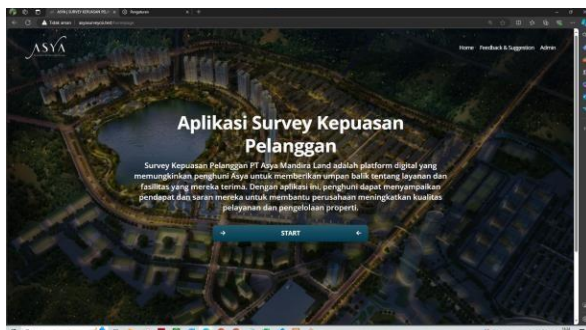 Tidak aman
ASYA
Home Feedback & Suggestion Admin
Aplikasi Survey Kepuasan
Pelanggan
Survey Kepuasan Pelanggan PT Asya Mandira Land adalah platform digital yang
memungkinkan penghuni Asya untuk memberikan umpan balik tentang layanan dan
fasilitas yang mereka terima. Dengan aplikasi ini, penghuni dapat menyampaikan
pendapat dan saran mereka untuk membantu perusahaan meningkatkan kualitas
pelayanan dan pengelolaan properti.
→ START ←